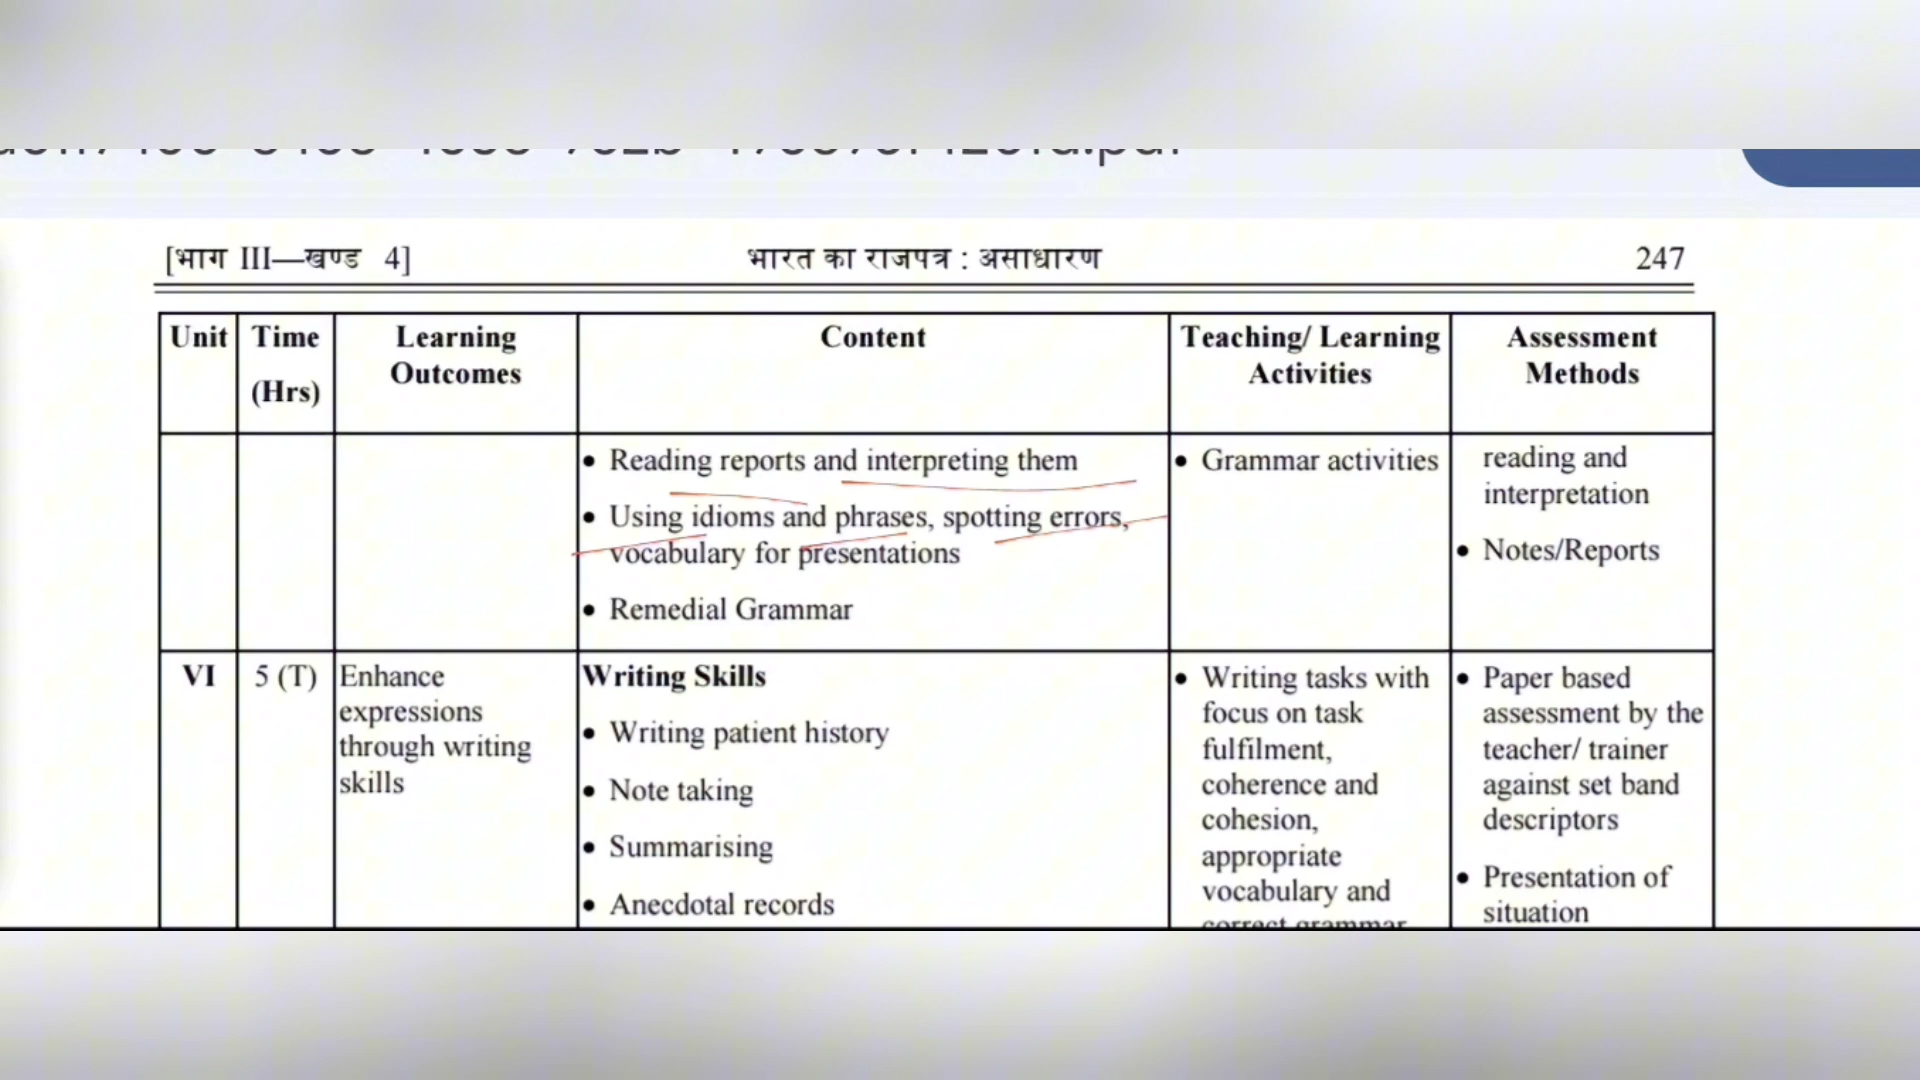 [भाग III—खण्ड 4] भारत का राजपत्र : असाधारण 247
Unit Time (Hrs) Learning Outcomes Content Teaching/ Learning Activities Assessment Methods
• Reading reports and interpreting them
• Using idioms and phrases, spotting errors,
vocabulary for presentations
• Remedial Grammar
• Grammar activities
reading and
interpretation
• Notes/Reports
VI
5 (T)
Enhance
expressions
through writing
skills
Writing Skills
• Writing patient history
• Note taking
• Summarising
• Anecdotal records
• Writing tasks with
focus on task
fulfilment,
coherence and
cohesion,
appropriate
vocabulary and
correct grammar
• Paper based
assessment by the
teacher/ trainer
against set band
descriptors
• Presentation of
situation